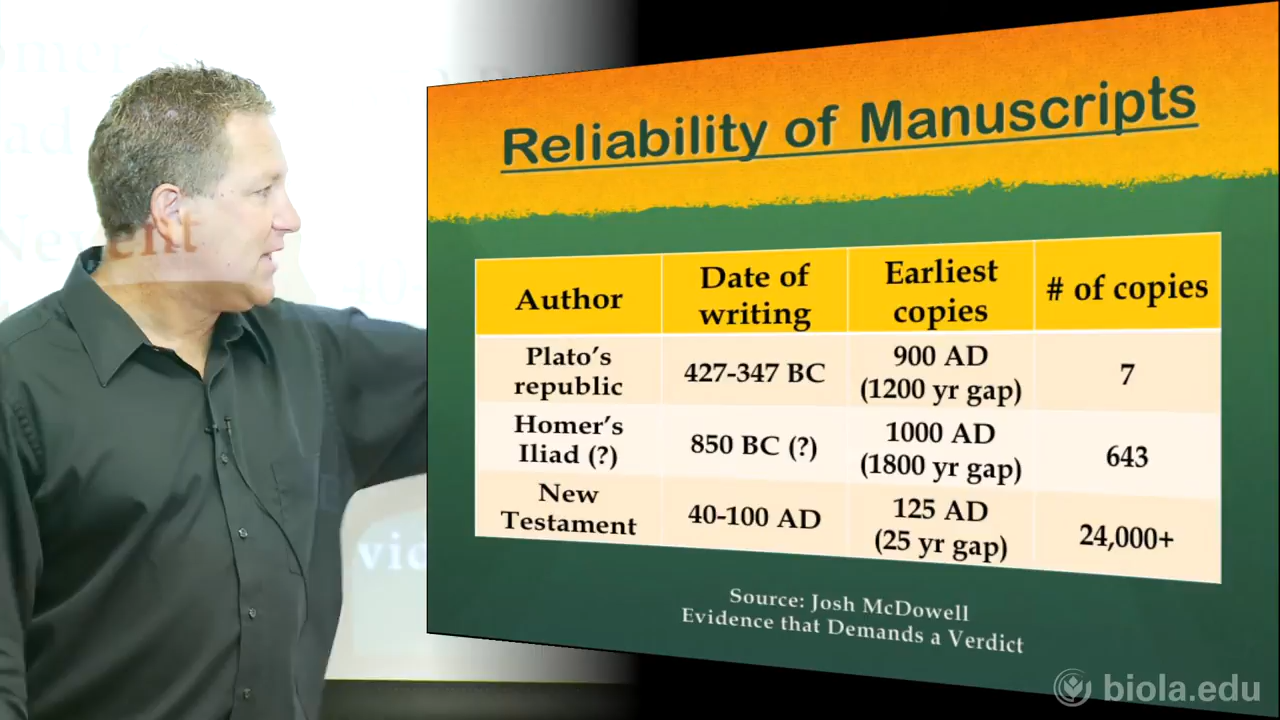 Reliability of Manuscripts
Author
Date of
writing
Earliest
copies
# of copies
Plato's
republic
427-347 BC
900 AD
(1200 yr gap)
7
Homer's
Iliad (?)
850 BC (?)
1000 AD
(1800 yr gap)
643
New
Testament
40-100 AD
125 AD
(25 yr gap)
24,000+
Source: Josh McDowell
Evidence that Demands a Verdict
biola.edu